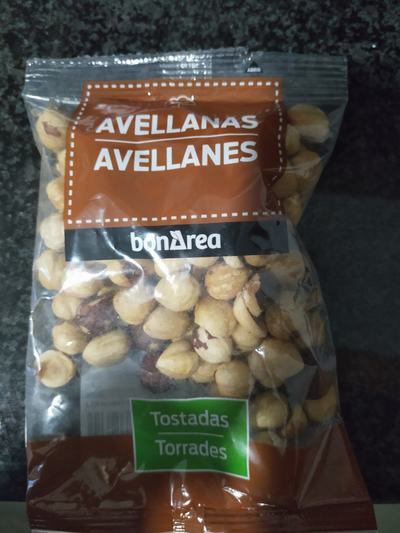 AVELLANAS
AVELLANES
bonÀrea
Tostadas
Torrades